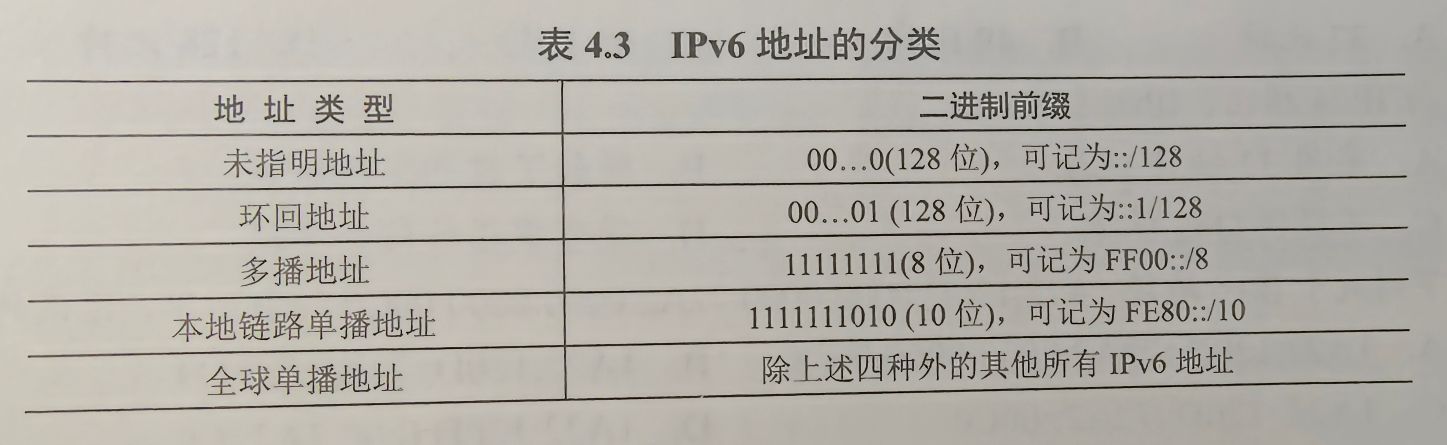 表 4.3 IPv6 地址的分类
地 址 类 型 二进制前缀
未指明地址 00…0(128 位)，可记为::/128
环回地址 00…01 (128 位)，可记为::1/128
多播地址 11111111(8 位)，可记为 FF00::/8
本地链路单播地址 1111111010 (10 位)，可记为 FE80::/10
全球单播地址 除上述四种外的其他所有 IPv6 地址